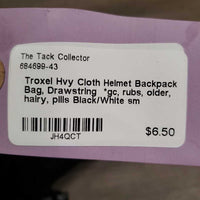 The Tack Collector
684699-43
Troxel Hvy Cloth Helmet Backpack
Bag, Drawstring *gc, rubs, older,
hairy, pills Black/White sm
JH4QCT
$6.50